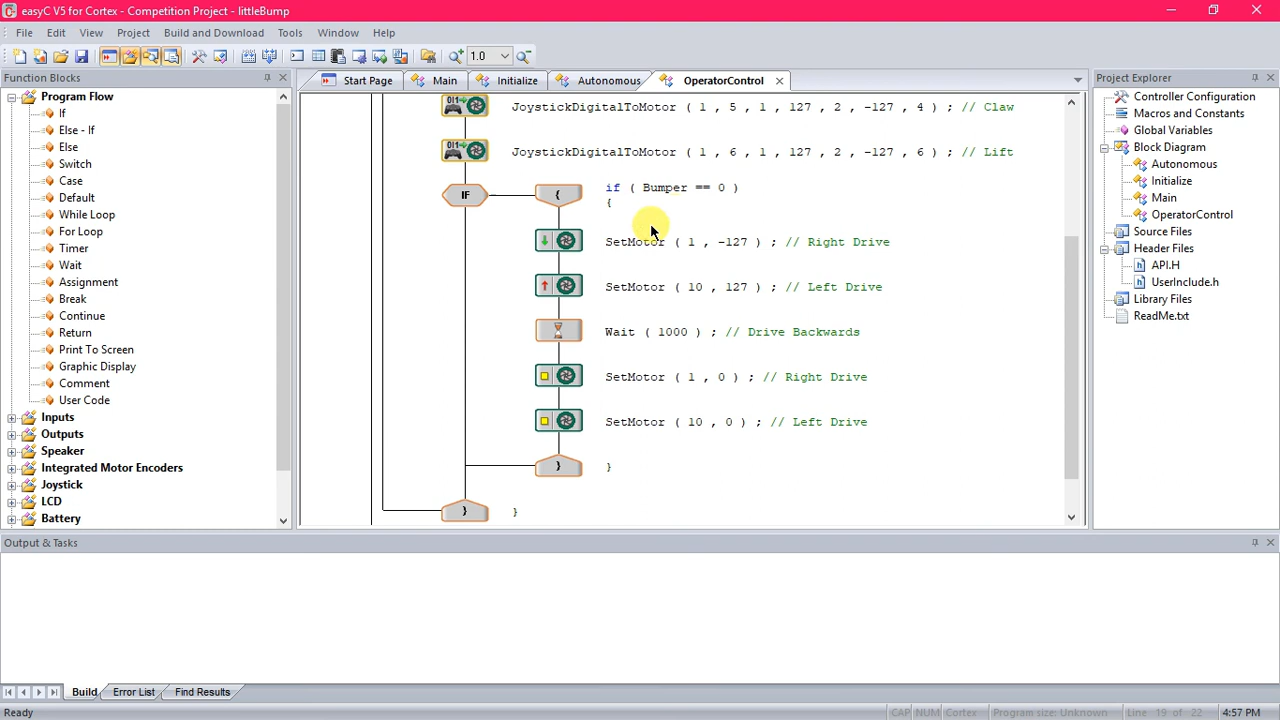 easyC V5 for Cortex - Competition Project - littleBump
File Edit View Project Build and Download Tools Window Help
1.0
Function Blocks
Start Page Main Initialize Autonomous OperatorControl
Project Explorer
Program Flow
If
Else - If
Else
Switch
Case
Default
While Loop
For Loop
Timer
Wait
Assignment
Break
Continue
Return
Print To Screen
Graphic Display
Comment
User Code
Inputs
Outputs
Speaker
Integrated Motor Encoders
Joystick
LCD
Battery
JoystickDigitalToMotor ( 1 , 5 , 1 , 127 , 2 , -127 , 4 ) ; // Claw
JoystickDigitalToMotor ( 1 , 6 , 1 , 127 , 2 , -127 , 6 ) ; // Lift
IF { if ( Bumper == 0 )
{
SetMotor ( 1 , -127 ) ; // Right Drive
SetMotor ( 10 , 127 ) ; // Left Drive
Wait ( 1000 ) ; // Drive Backwards
SetMotor ( 1 , 0 ) ; // Right Drive
SetMotor ( 10 , 0 ) ; // Left Drive
} }
} }
Controller Configuration
Macros and Constants
Global Variables
Block Diagram
Autonomous
Initialize
Main
OperatorControl
Source Files
Header Files
API.H
UserInclude.h
Library Files
ReadMe.txt
Output & Tasks
Build Error List Find Results
Ready CAP NUM Cortex Program size: Unknown Line 19 of 22 4:57 PM